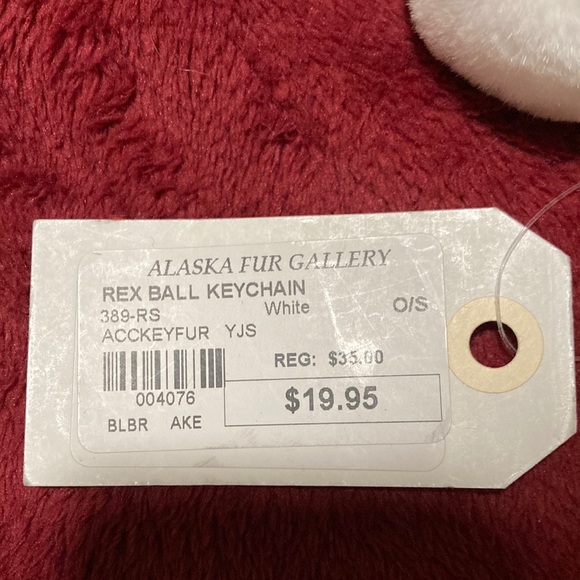 ALASKA FUR GALLERY
REX BALL KEYCHAIN
389-RS White O/S
ACCKEYFUR YJS
REG: $35.00
004076 $19.95
BLBR AKE